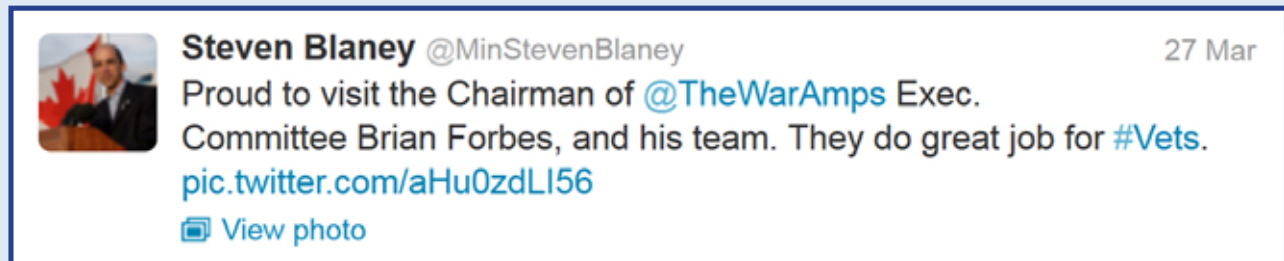 Steven Blaney @MinStevenBlaney 27 Mar
Proud to visit the Chairman of @TheWarAmps Exec.
Committee Brian Forbes, and his team. They do great job for #Vets.
pic.twitter.com/aHu0zdLI56
View photo